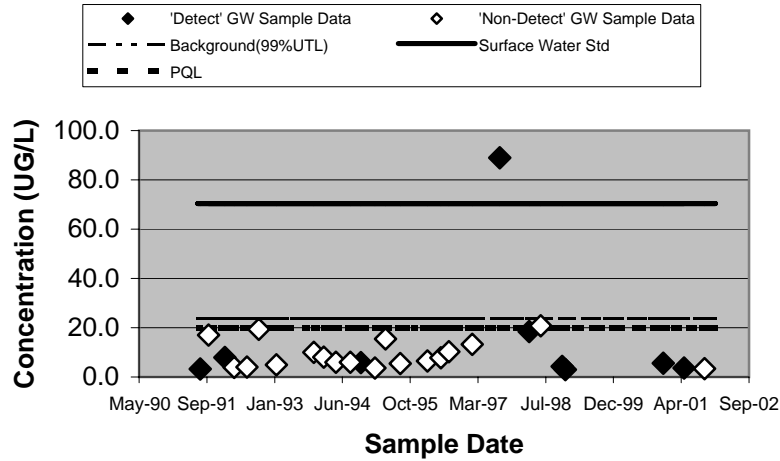 'Detect' GW Sample Data 'Non-Detect' GW Sample Data
Background(99%UTL) Surface Water Std
PQL
Concentration (UG/L)
100.0
80.0
60.0
40.0
20.0
0.0
May-90 Sep-91 Jan-93 Jun-94 Oct-95 Mar-97 Jul-98 Dec-99 Apr-01 Sep-02
Sample Date